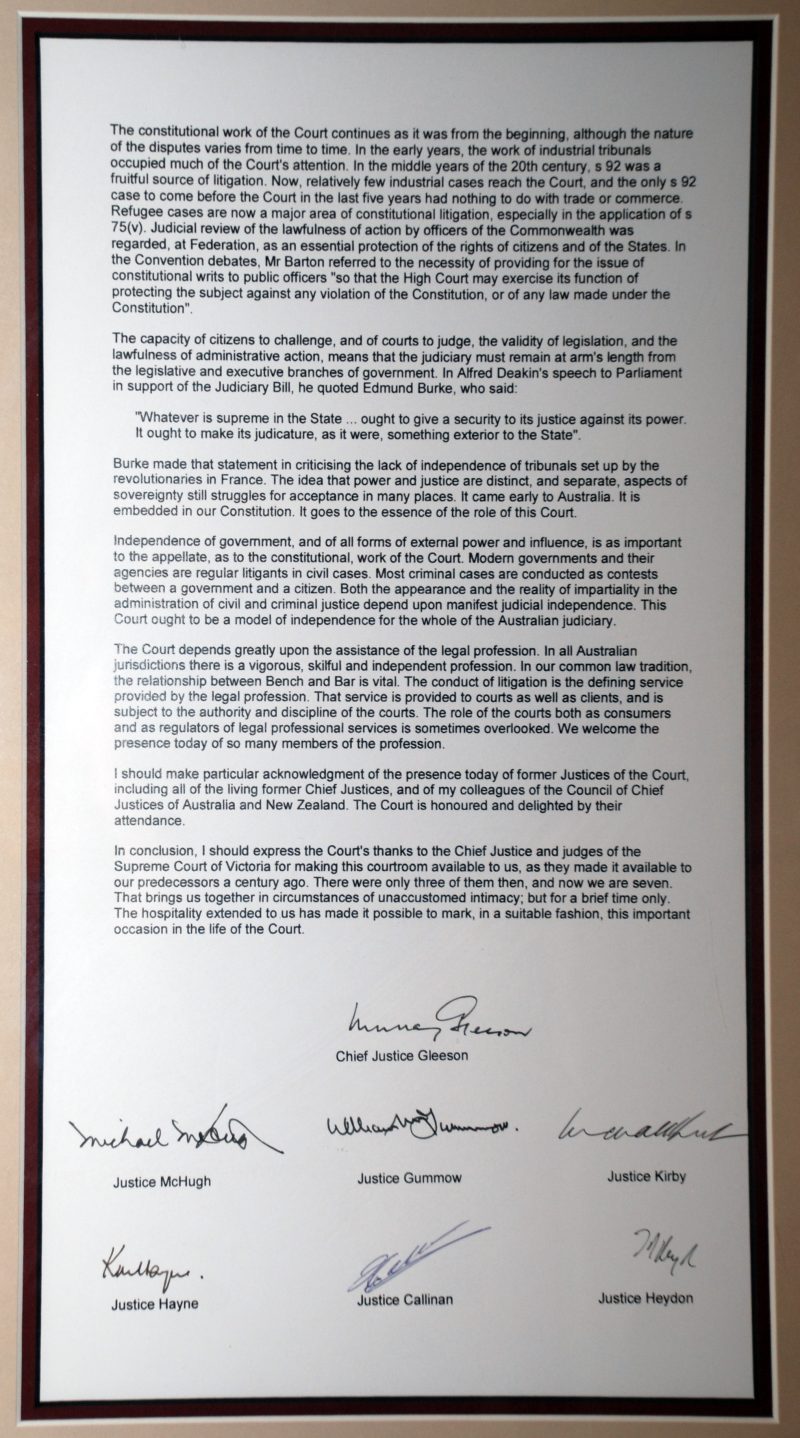 The constitutional work of the Court continues as it was from the beginning, although the nature
of the disputes varies from time to time. In the early years, the work of industrial tribunals
occupied much of the Court's attention. In the middle years of the 20th century, s 92 was a
fruitful source of litigation. Now, relatively few industrial cases reach the Court, and the only s 92
case to come before the Court in the last five years had nothing to do with trade or commerce.
Refugee cases are now a major area of constitutional litigation, especially in the application of s
75(v). Judicial review of the lawfulness of action by officers of the Commonwealth was
regarded, at Federation, as an essential protection of the rights of citizens and of the States. In
the Convention debates, Mr Barton referred to the necessity of providing for the issue of
constitutional writs to public officers "so that the High Court may exercise its function of
protecting the subject against any violation of the Constitution, or of any law made under the
Constitution".
The capacity of citizens to challenge, and of courts to judge, the validity of legislation, and the
lawfulness of administrative action, means that the judiciary must remain at arm's length from
the legislative and executive branches of government. In Alfred Deakin's speech to Parliament
in support of the Judiciary Bill, he quoted Edmund Burke, who said:
"Whatever is supreme in the State ... ought to give a security to its justice against its power.
It ought to make its judicature, as it were, something exterior to the State".
Burke made that statement in criticising the lack of independence of tribunals set up by the
revolutionaries in France. The idea that power and justice are distinct, and separate, aspects of
sovereignty still struggles for acceptance in many places. It came early to Australia. It is
embedded in our Constitution. It goes to the essence of the role of this Court.
Independence of government, and of all forms of external power and influence, is as important
to the appellate, as to the constitutional, work of the Court. Modern governments and their
agencies are regular litigants in civil cases. Most criminal cases are conducted as contests
between a government and a citizen. Both the appearance and the reality of impartiality in the
administration of civil and criminal justice depend upon manifest judicial independence. This
Court ought to be a model of independence for the whole of the Australian judiciary.
The Court depends greatly upon the assistance of the legal profession. In all Australian
jurisdictions there is a vigorous, skilful and independent profession. In our common law tradition,
the relationship between Bench and Bar is vital. The conduct of litigation is the defining service
provided by the legal profession. That service is provided to courts as well as clients, and is
subject to the authority and discipline of the courts. The role of the courts both as consumers
and as regulators of legal professional services is sometimes overlooked. We welcome the
presence today of so many members of the profession.
I should make particular acknowledgment of the presence today of former Justices of the Court,
including all of the living former Chief Justices, and of my colleagues of the Council of Chief
Justices of Australia and New Zealand. The Court is honoured and delighted by their
attendance.
In conclusion, I should express the Court's thanks to the Chief Justice and judges of the
Supreme Court of Victoria for making this courtroom available to us, as they made it available to
our predecessors a century ago. There were only three of them then, and now we are seven.
That brings us together in circumstances of unaccustomed intimacy; but for a brief time only.
The hospitality extended to us has made it possible to mark, in a suitable fashion, this important
occasion in the life of the Court.
Murray Gleeson
Chief Justice Gleeson
Michael McHugh
William Gummow.
Justice McHugh
Justice Gummow
Justice Kirby
Justice Hayne
Justice Callinan
Justice Heydon